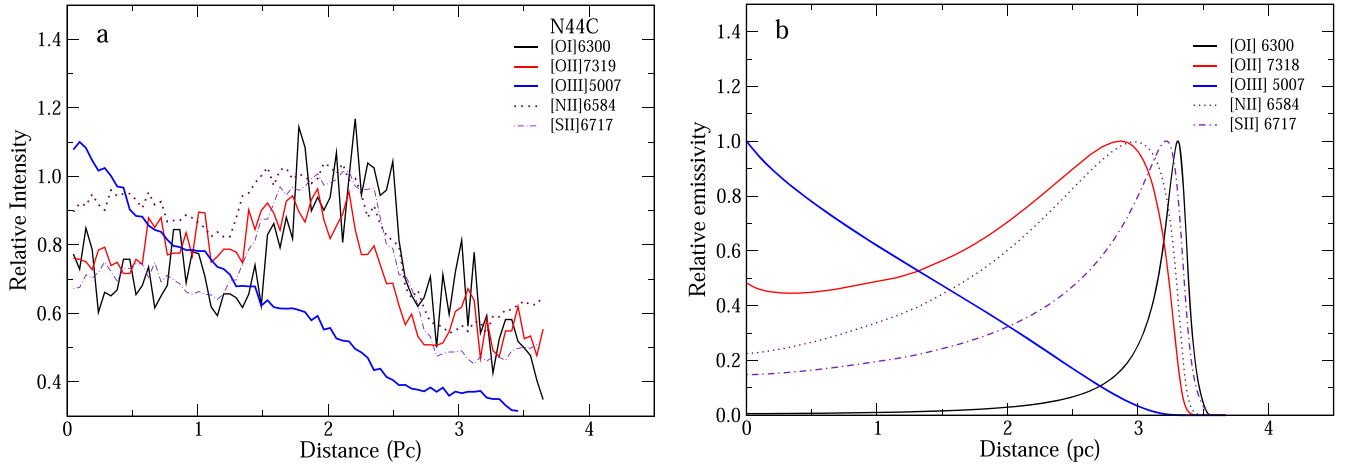 a
N44C
[OI]6300
[OII]7319
[OIII]5007
[NII]6584
[SII]6717
1.4
1.2
1.0
0.8
0.6
0.4
Relative Intensity
0
1
2
3
4
Distance (Pc)
b
[OI] 6300
[OII] 7318
[OIII] 5007
[NII] 6584
[SII] 6717
1.4
1.2
1.0
0.8
0.6
0.4
0.2
0.0
Relative emissivity
0
1
2
3
4
Distance (pc)